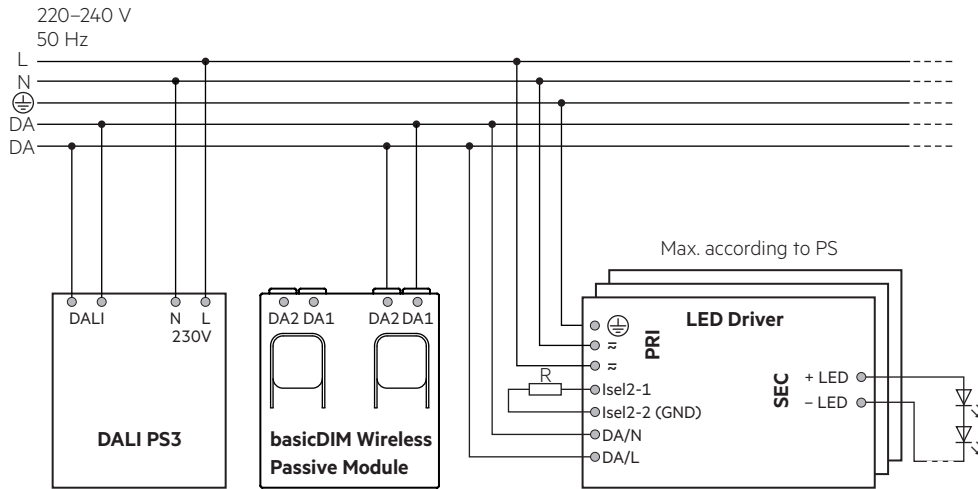 220–240 V
50 Hz
L
N
DA
DA
Max. according to PS
DALI
N
L
230V
DALI PS3
DA2 DA1
DA2 DA1
basicDIM Wireless
Passive Module
LED Driver
PRI
R
Isel2-1
Isel2-2 (GND)
DA/N
DA/L
SEC
+ LED
– LED